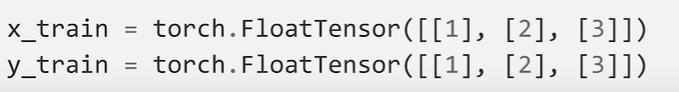 x_train = torch.FloatTensor([[1], [2], [3]])
y_train = torch.FloatTensor([[1], [2], [3]])